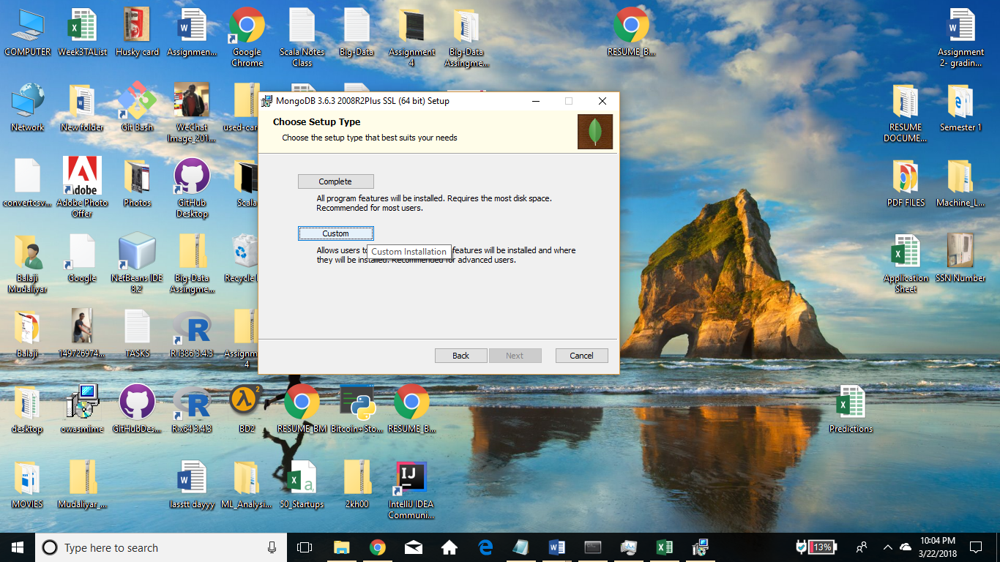 COMPUTER
Week3TAList
Husky card
Assignmen...
Google
Chrome
Scala Notes
Class
Big-Data
Assignment
4
Big-Data
Assingme...
RESUME_B...
Assignment
2- gradin...
Network
New folder
Git Bash
WeChat
Image_201...
used-car
RESUME
DOCUME...
Semester 1
MongoDB 3.6.3 2008R2Plus SSL (64 bit) Setup
Choose Setup Type
Choose the setup type that best suits your needs
Complete
All program features will be installed. Requires the most disk space.
Recommended for most users.
Custom
Allows users to
features will be installed and where
Custom Installation
they will be installed. Recommended for advanced users.
Back
Next
Cancel
convertcsv...
Adobe Photo
Offer
Adobe
Photos
GitHub
Desktop
Scala
PDF FILES
Machine_L...
Balaji
Mudaliyar
Google
NetBeans IDE
8.2
Big-Data
Assingme...
Recycle
Application
Sheet
SSN Number
Balaji
149726974...
TASKS
R i386 3.4.3
Assignm
4
desktop
owasmime
GitHubDes...
R x64 3.4.3
BD2
RESUME_BM
Bitcoin+Sto...
RESUME_B...
Predictions
MOVIES
Mudaliyar_...
lasstt dayyy
ML_Analysi...
50_Startups
2kh00
IntelliJ IDEA
Communi...
Type here to search
13%
10:04 PM
3/22/2018